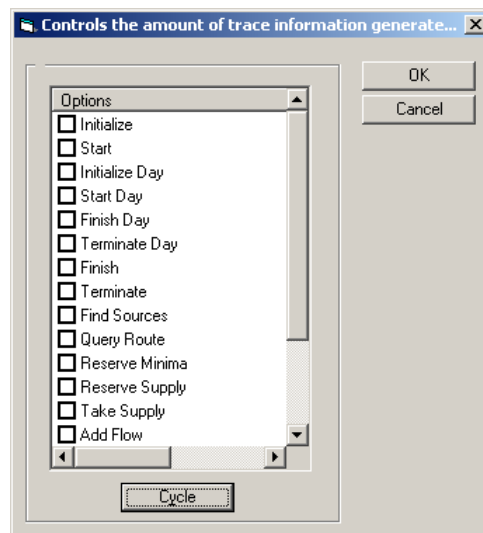 Controls the amount of trace information generate...
OK
Cancel
Options
Initialize
Start
Initialize Day
Start Day
Finish Day
Terminate Day
Finish
Terminate
Find Sources
Query Route
Reserve Minima
Reserve Supply
Take Supply
Add Flow
Cycle